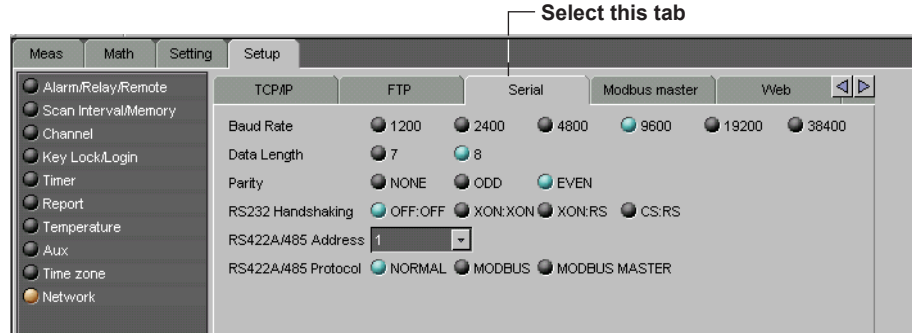 Select this tab
Meas Math Setting Setup
Alarm/Relay/Remote
Scan Interval/Memory
Channel
Key Lock/Login
Timer
Report
Temperature
Aux
Time zone
Network
TCP/IP FTP Serial Modbus master Web
Baud Rate 1200 2400 4800 9600 19200 38400
Data Length 7 8
Parity NONE ODD EVEN
RS232 Handshaking OFF:OFF XON:XON XON:RS CS:RS
RS422A/485 Address 1
RS422A/485 Protocol NORMAL MODBUS MODBUS MASTER